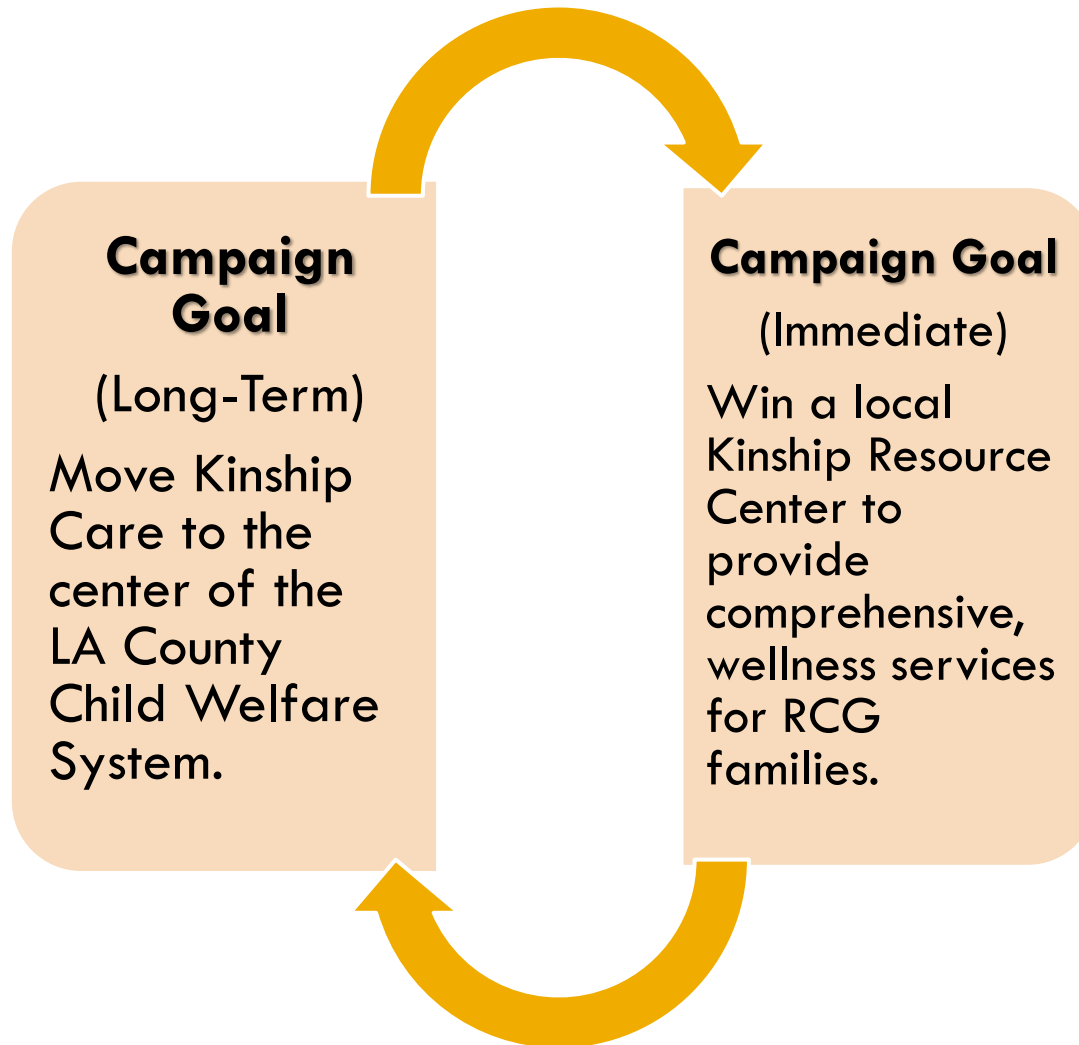 Campaign
Goal
(Long-Term)
Move Kinship
Care to the
center of the
LA County
Child Welfare
System.
Campaign Goal
(Immediate)
Win a local
Kinship Resource
Center to
provide
comprehensive,
wellness services
for RCG
families.